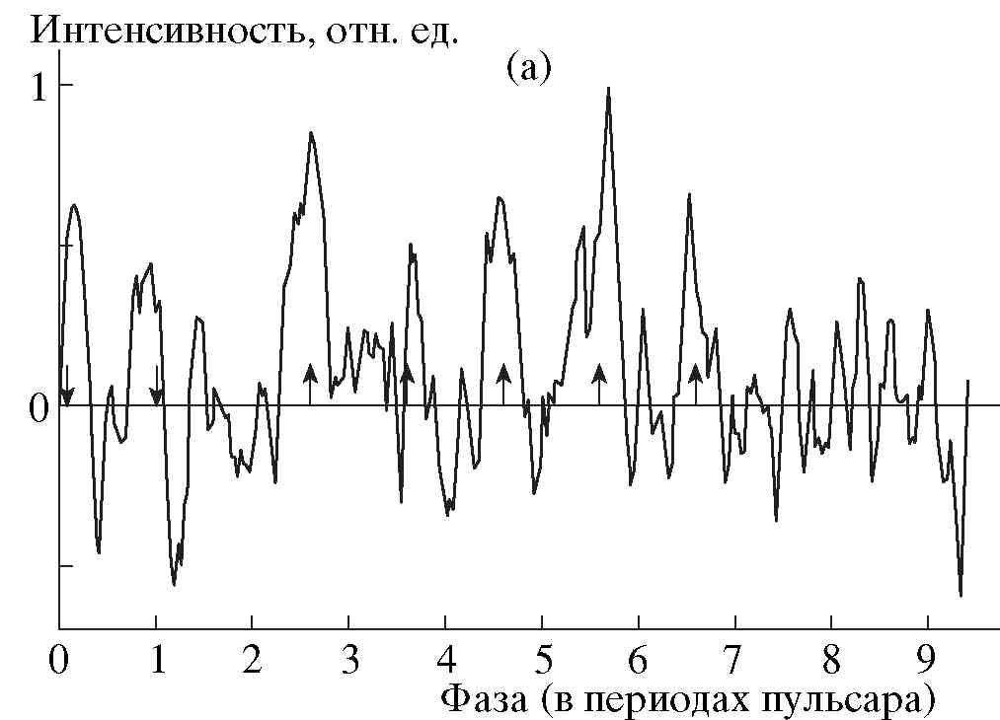 Интенсивность, отн. ед.
(а)
1
0
0 1 2 3 4 5 6 7 8 9
Фаза (в периодах пульсара)